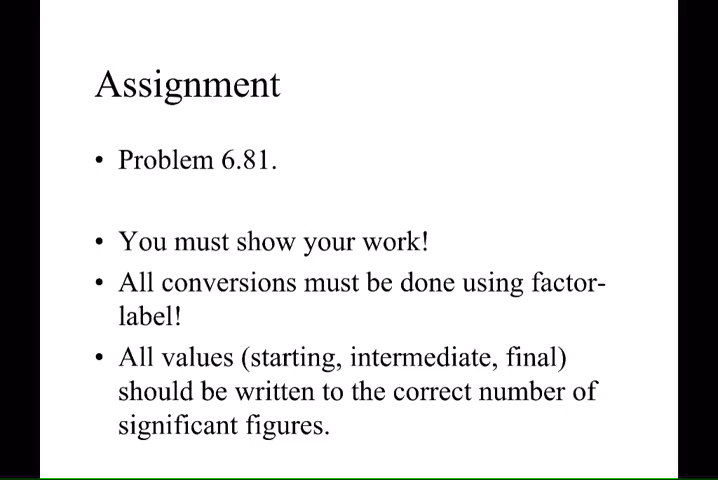 Assignment
• Problem 6.81.
• You must show your work!
• All conversions must be done using factor-
label!
• All values (starting, intermediate, final)
should be written to the correct number of
significant figures.